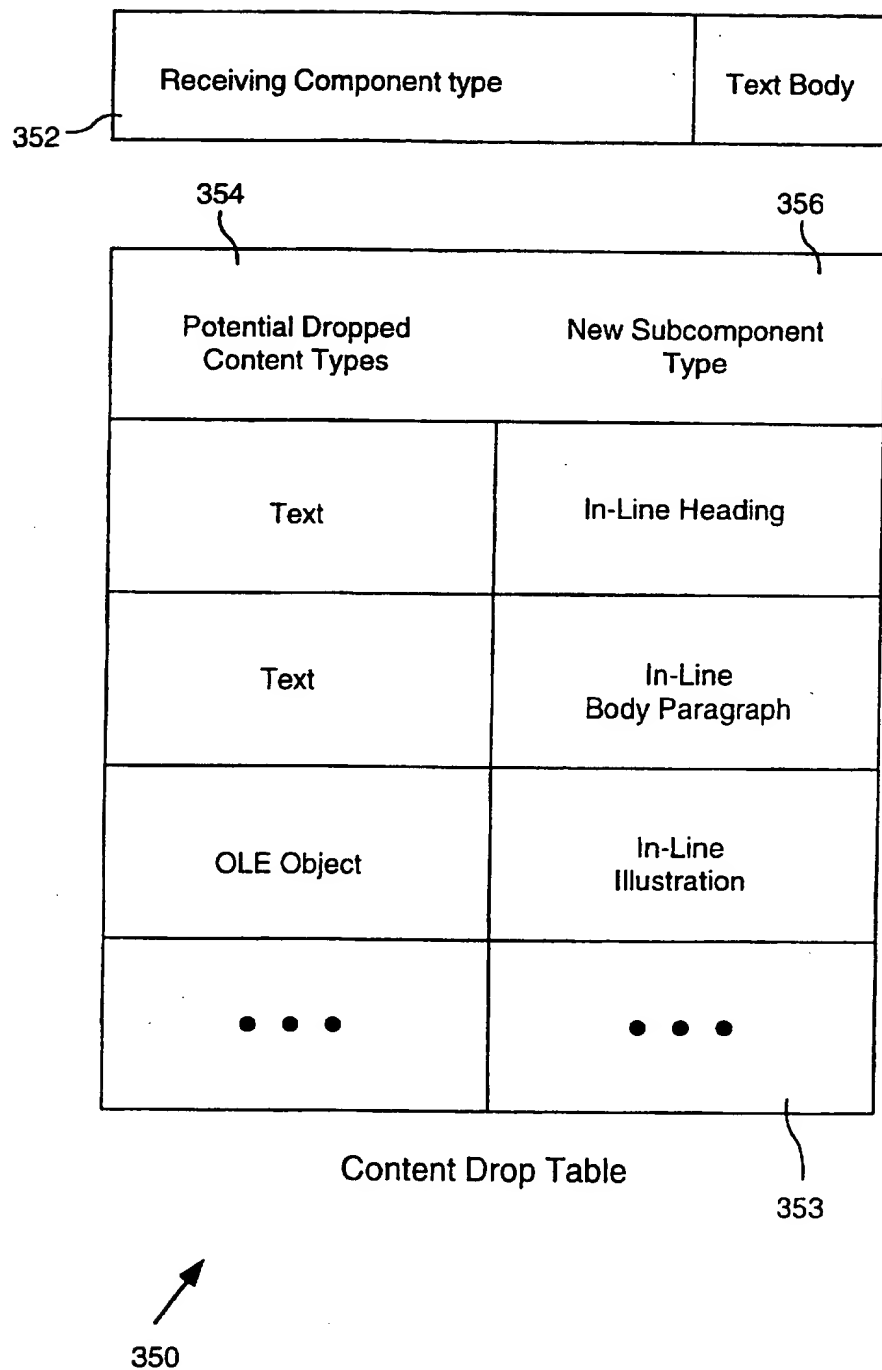 Receiving Component type Text Body
352
354 356
Potential Dropped New Subcomponent
Content Types Type
Text In-Line Heading
Text In-Line
Body Paragraph
OLE Object In-Line
Illustration
● ● ● ● ● ●
Content Drop Table
353
350